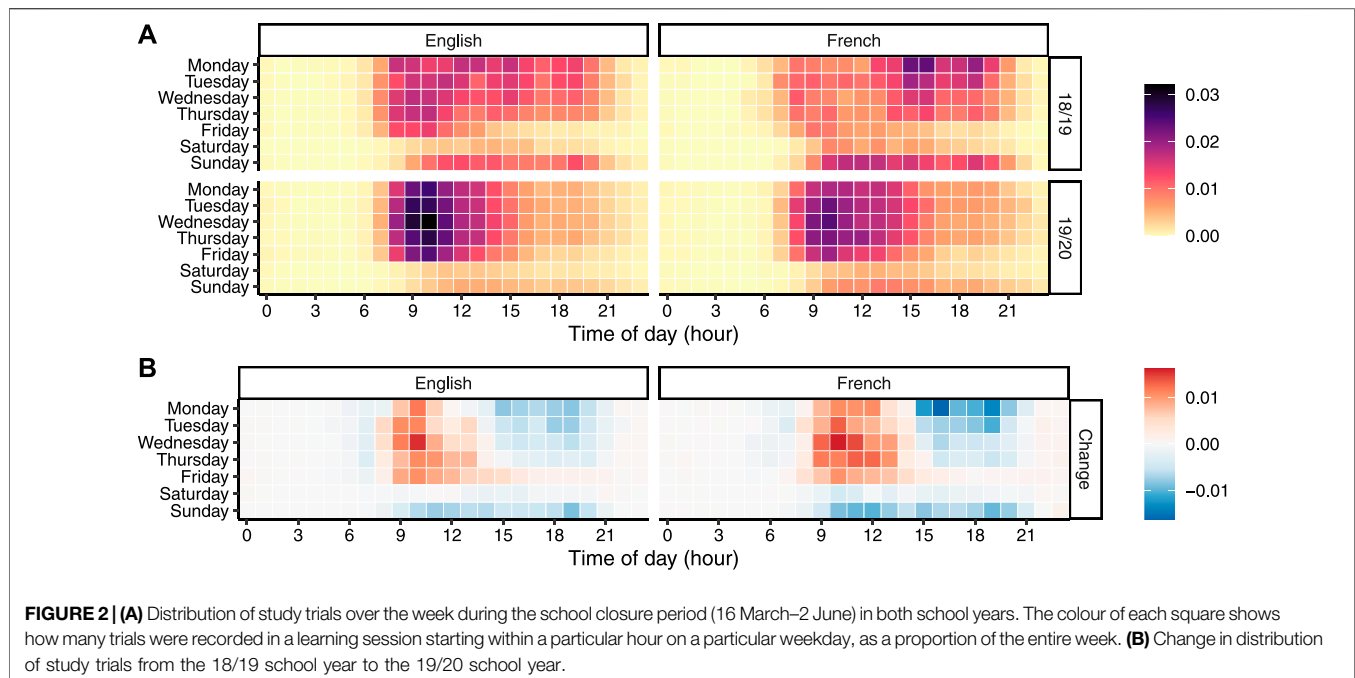 A
English French
Monday
Tuesday
Wednesday
Thursday
Friday
Saturday
Sunday
18/19
Monday
Tuesday
Wednesday
Thursday
Friday
Saturday
Sunday
19/20
0 3 6 9 12 15 18 21 0 3 6 9 12 15 18 21
Time of day (hour)
0.03
0.02
0.01
0.00
B
English French
Monday
Tuesday
Wednesday
Thursday
Friday
Saturday
Sunday
Change
0 3 6 9 12 15 18 21 0 3 6 9 12 15 18 21
Time of day (hour)
0.01
0.00
−0.01
FIGURE 2 | (A) Distribution of study trials over the week during the school closure period (16 March–2 June) in both school years. The colour of each square shows
how many trials were recorded in a learning session starting within a particular hour on a particular weekday, as a proportion of the entire week. (B) Change in distribution
of study trials from the 18/19 school year to the 19/20 school year.